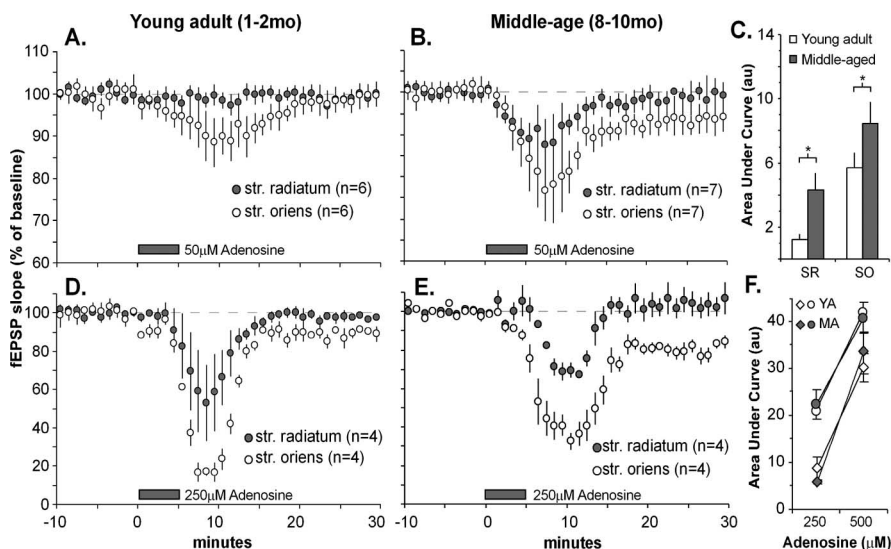 Young adult (1-2mo)
Middle-age (8-10mo)
fEPSP slope (% of baseline)
A.
110
100
90
80
70
60
str. radiatum (n=6)
str. oriens (n=6)
50µM Adenosine
B.
str. radiatum (n=7)
str. oriens (n=7)
50µM Adenosine
C.
Young adult
Middle-aged
Area Under Curve (au)
14
10
6
2
*
*
SR
SO
D.
100
80
60
40
20
0
str. radiatum (n=4)
str. oriens (n=4)
250µM Adenosine
-10
0
10
20
30
minutes
E.
str. radiatum (n=4)
str. oriens (n=4)
250µM Adenosine
-10
0
10
20
30
minutes
F.
YA
MA
Area Under Curve (au)
40
30
20
10
0
250
500
Adenosine (µM)